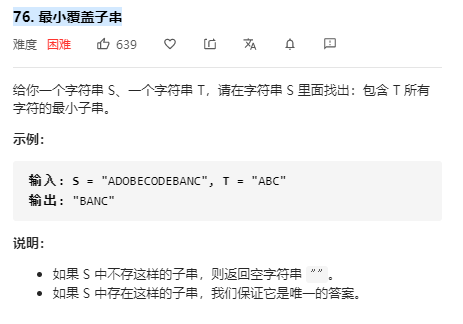 76. 最小覆盖子串
难度 困难 639
给你一个字符串 S、一个字符串 T，请在字符串 S 里面找出：包含 T 所有
字符的最小子串。
示例：
输入: S = "ADOBECODEBANC", T = "ABC"
输出: "BANC"
说明：
如果 S 中不存在这样的子串，则返回空字符串 ""。
如果 S 中存在这样的子串，我们保证它是唯一的答案。